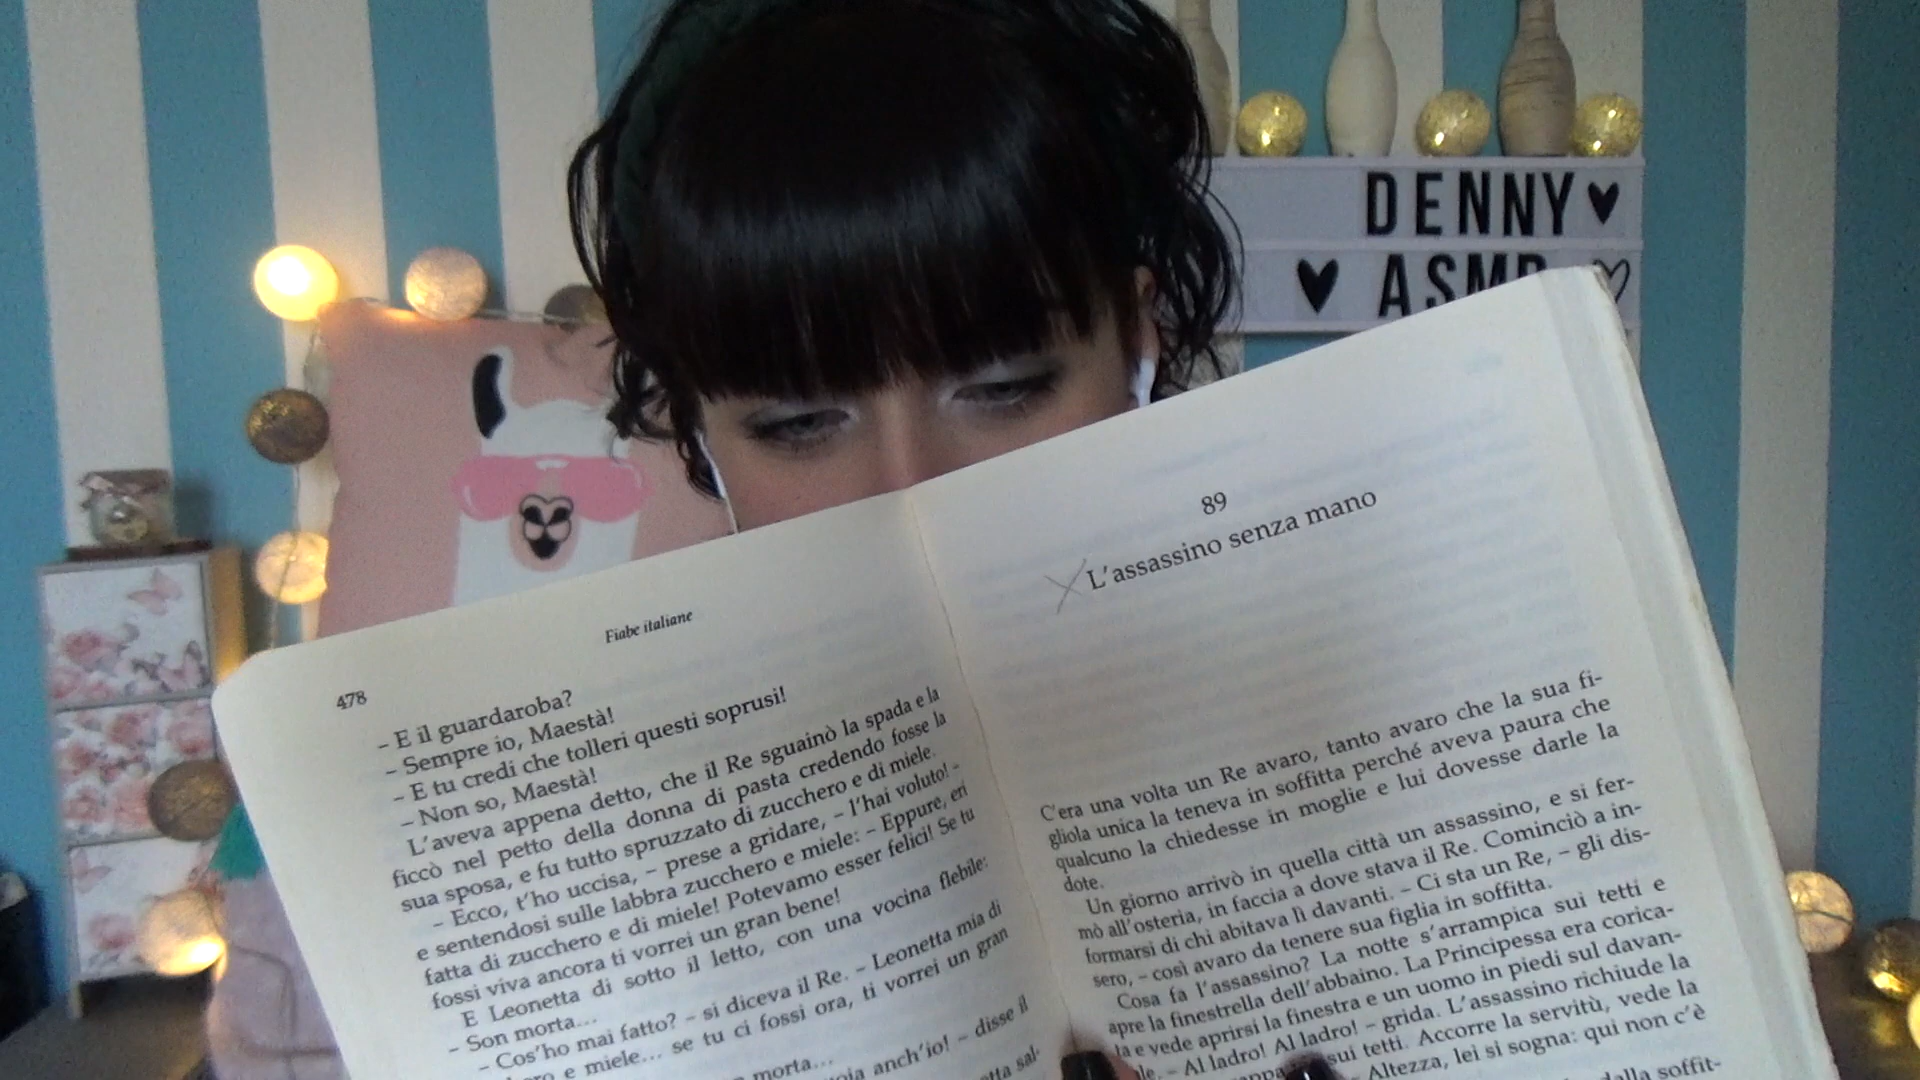 DENNY♥
♥ ASMR ♡
478
Fiabe italiane
– E il guardaroba?
– Sempre io, Maestà!
– E tu credi che tolleri questi soprusi!
– Non so, Maestà!
L'aveva appena detto, che il Re sguainò la spada e la
ficcò nel petto della donna di pasta credendo fosse la
sua sposa, e fu tutto spruzzato di zucchero e di miele.
– Ecco, t'ho uccisa, – prese a gridare, – l'hai voluto! –
e sentendosi sulle labbra zucchero e miele: – Eppure, eri
fatta di zucchero e di miele! Potevamo esser felici! Se tu
fossi viva ancora ti vorrei un gran bene!
E Leonetta di sotto il letto, con una vocina flebile:
– Son morta...
– Cos'ho mai fatto? – si diceva il Re. – Leonetta mia di
e miele... se tu ci fossi ora, ti vorrei un gran
morta...
anch'io! – disse il
89
L'assassino senza mano
C'era una volta un Re avaro, tanto avaro che la sua fi-
gliola unica la teneva in soffitta perché aveva paura che
qualcuno la chiedesse in moglie e lui dovesse darle la
dote.
Un giorno arrivò in quella città un assassino, e si fer-
mò all'osteria, in faccia a dove stava il Re. Cominciò a in-
formarsi di chi abitava lì davanti. – Ci sta un Re, – gli dis-
sero, – così avaro da tenere sua figlia in soffitta.
Cosa fa l'assassino? La notte s'arrampica sui tetti e
apre la finestrella dell'abbaino. La Principessa era corica-
ta e vede aprirsi la finestra e un uomo in piedi sul davan-
le. – Al ladro! Al ladro! – grida. L'assassino richiude la
sui tetti. Accorre la servitù, vede la
– Altezza, lei si sogna: qui non c'è
dalla soffit-